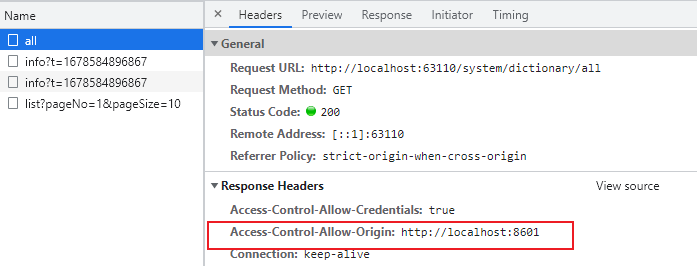 Name
all
info?t=1678584896867
info?t=1678584896867
list?pageNo=1&pageSize=10
× Headers Preview Response Initiator Timing
General
Request URL: http://localhost:63110/system/dictionary/all
Request Method: GET
Status Code: 200
Remote Address: [::1]:63110
Referrer Policy: strict-origin-when-cross-origin
Response Headers View source
Access-Control-Allow-Credentials: true
Access-Control-Allow-Origin: http://localhost:8601
Connection: keep-alive